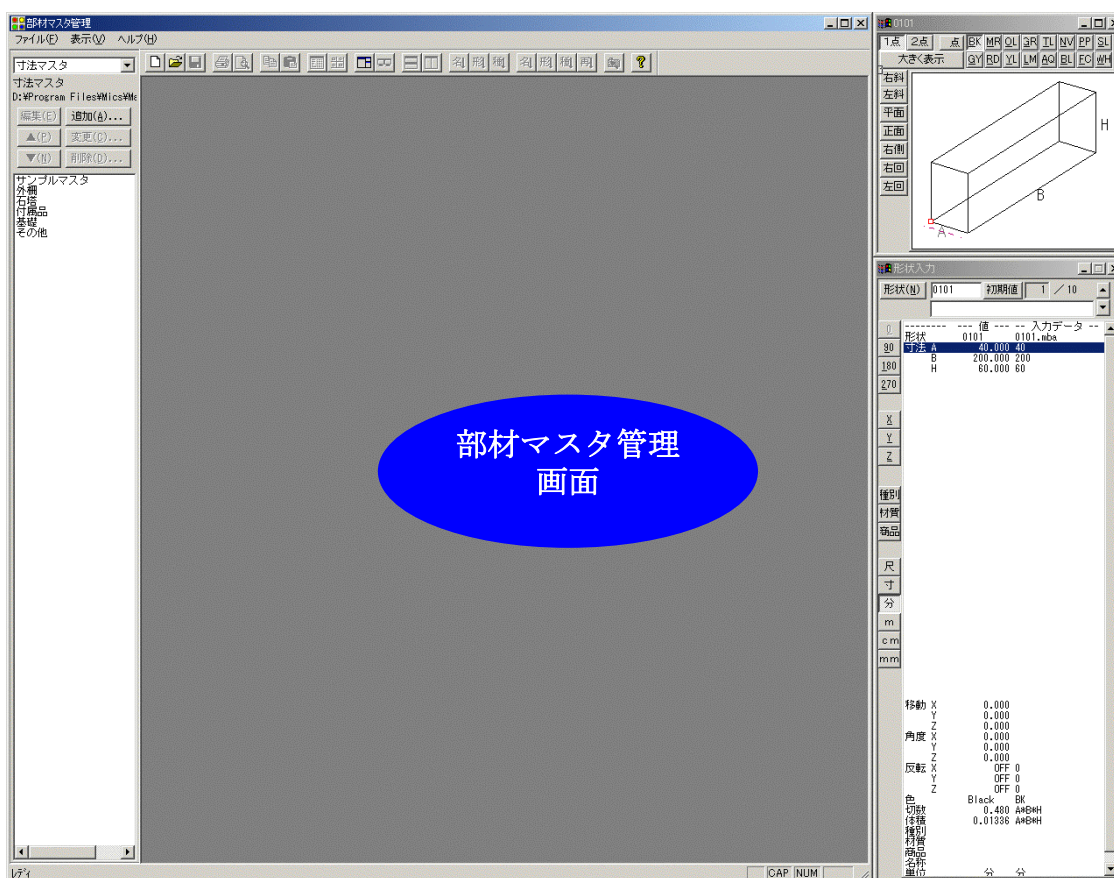 部材マスタ管理
ファイル(F) 表示(V) ヘルプ(H)
寸法マスタ
寸法マスタ
D:¥Program Files¥Mics¥Ma
編集(E) 追加(A)...
▲(P) 変更(C)...
▼(N) 削除(D)...
サンプルマスタ
外柵
石塔
付属品
基礎
その他
名 形 種 名 形 種 明
部材マスタ管理
画面
レディ
CAP NUM
0101
1点 2点 点 BK MR OL GR TL NV PP SL
大きく表示 GY RD YL LM AQ BL FC WH
右斜
左斜
平面
正面
右側
右回
左回
H
B
A
形状入力
形状(N) 0101 初期値 1 / 10
0
90
180
270
X
Y
Z
種別
材質
商品
尺
寸
分
m
cm
mm
-------- --- 値 --- -- 入力データ --
形状 0101 0101.mba
寸法 A 40.000 40
B 200.000 200
H 60.000 60
移動 X 0.000
Y 0.000
Z 0.000
角度 X 0.000
Y 0.000
Z 0.000
反転 X OFF 0
Y OFF 0
Z OFF 0
色 Black BK
切数 0.480 A*B*H
体積 0.01336 A*B*H
種別
材質
商品
名称
単位 分 分